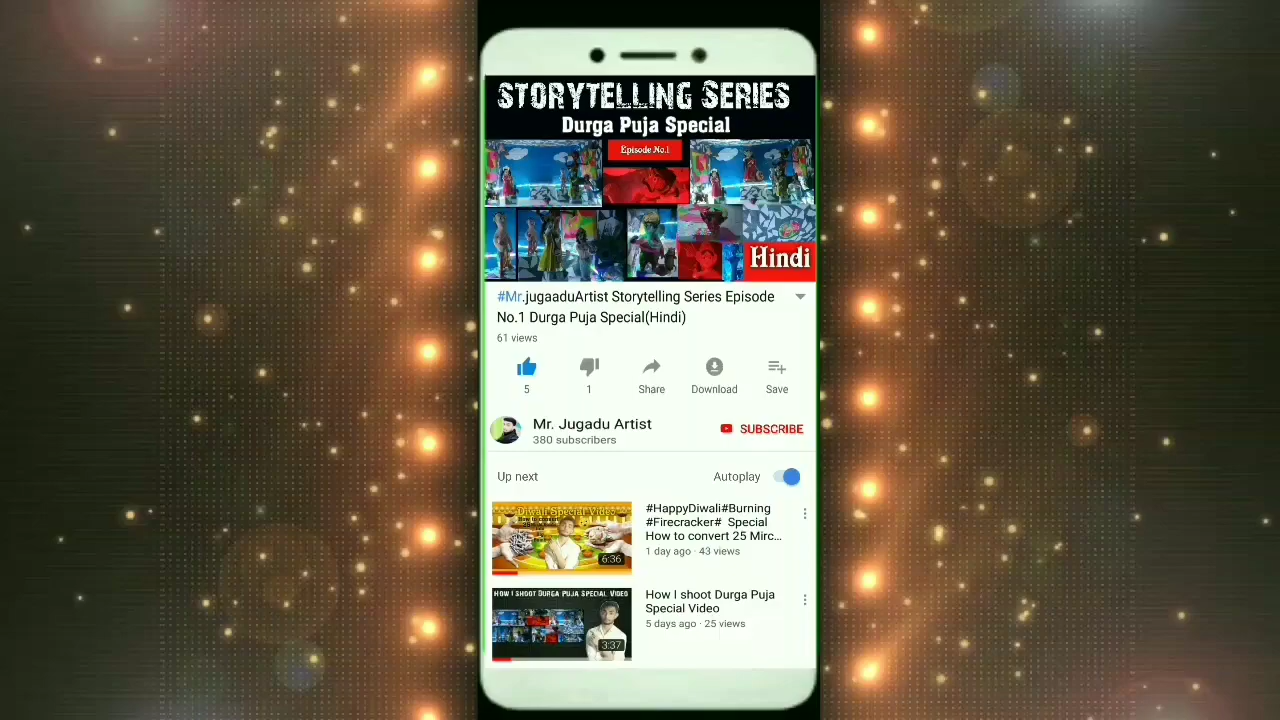 STORYTELLING SERIES
Durga Puja Special
Episode No.1
Hindi
#Mr.jugaaduArtist Storytelling Series Episode
No.1 Durga Puja Special(Hindi)
61 views
5
1
Share
Download
Save
Mr. Jugadu Artist
380 subscribers
SUBSCRIBE
Up next
Autoplay
Diwali Special Video
How to convert
6:36
#HappyDiwali#Burning
#Firecracker# Special
How to convert 25 Mirc...
1 day ago · 43 views
HOW I SHOOT DURGA PUJA SPECIAL VIDEO
3:37
How I shoot Durga Puja
Special Video
5 days ago · 25 views